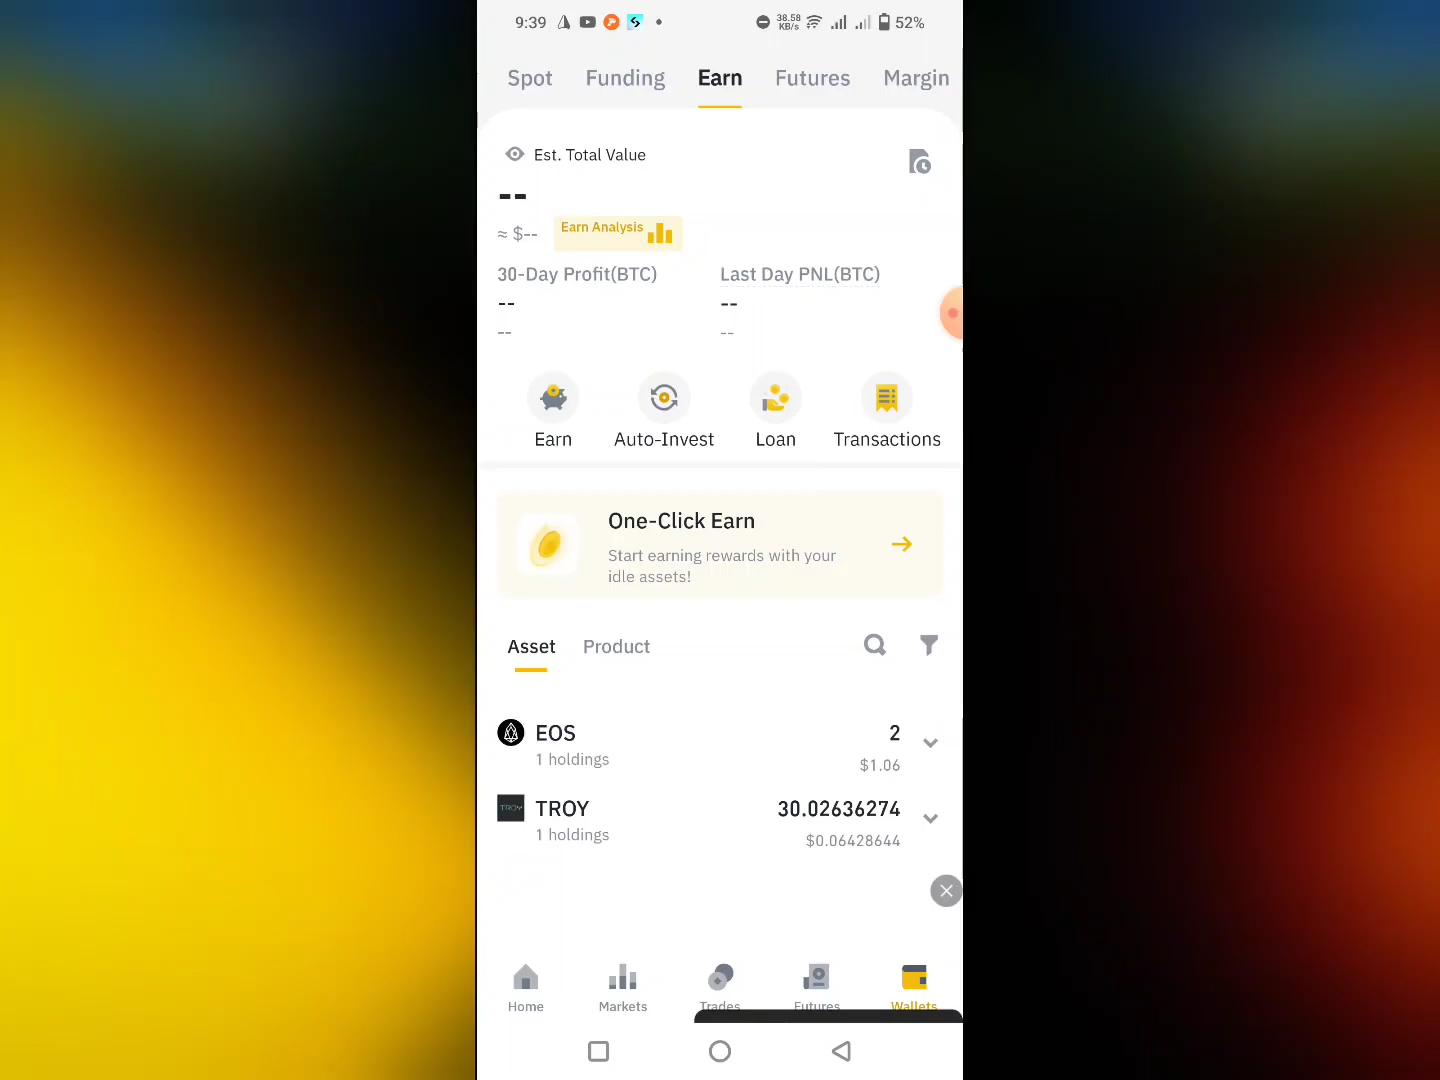 9:39
38.58
KB/s
52%
Spot Funding Earn Futures Margin
Est. Total Value
--
≈ $--
Earn Analysis
30-Day Profit(BTC) Last Day PNL(BTC)
-- --
-- --
Earn Auto-Invest Loan Transactions
One-Click Earn
Start earning rewards with your
idle assets!
Asset Product
EOS 2
1 holdings $1.06
TROY TROY 30.02636274
1 holdings $0.06428644
Home Markets Trades Futures Wallets